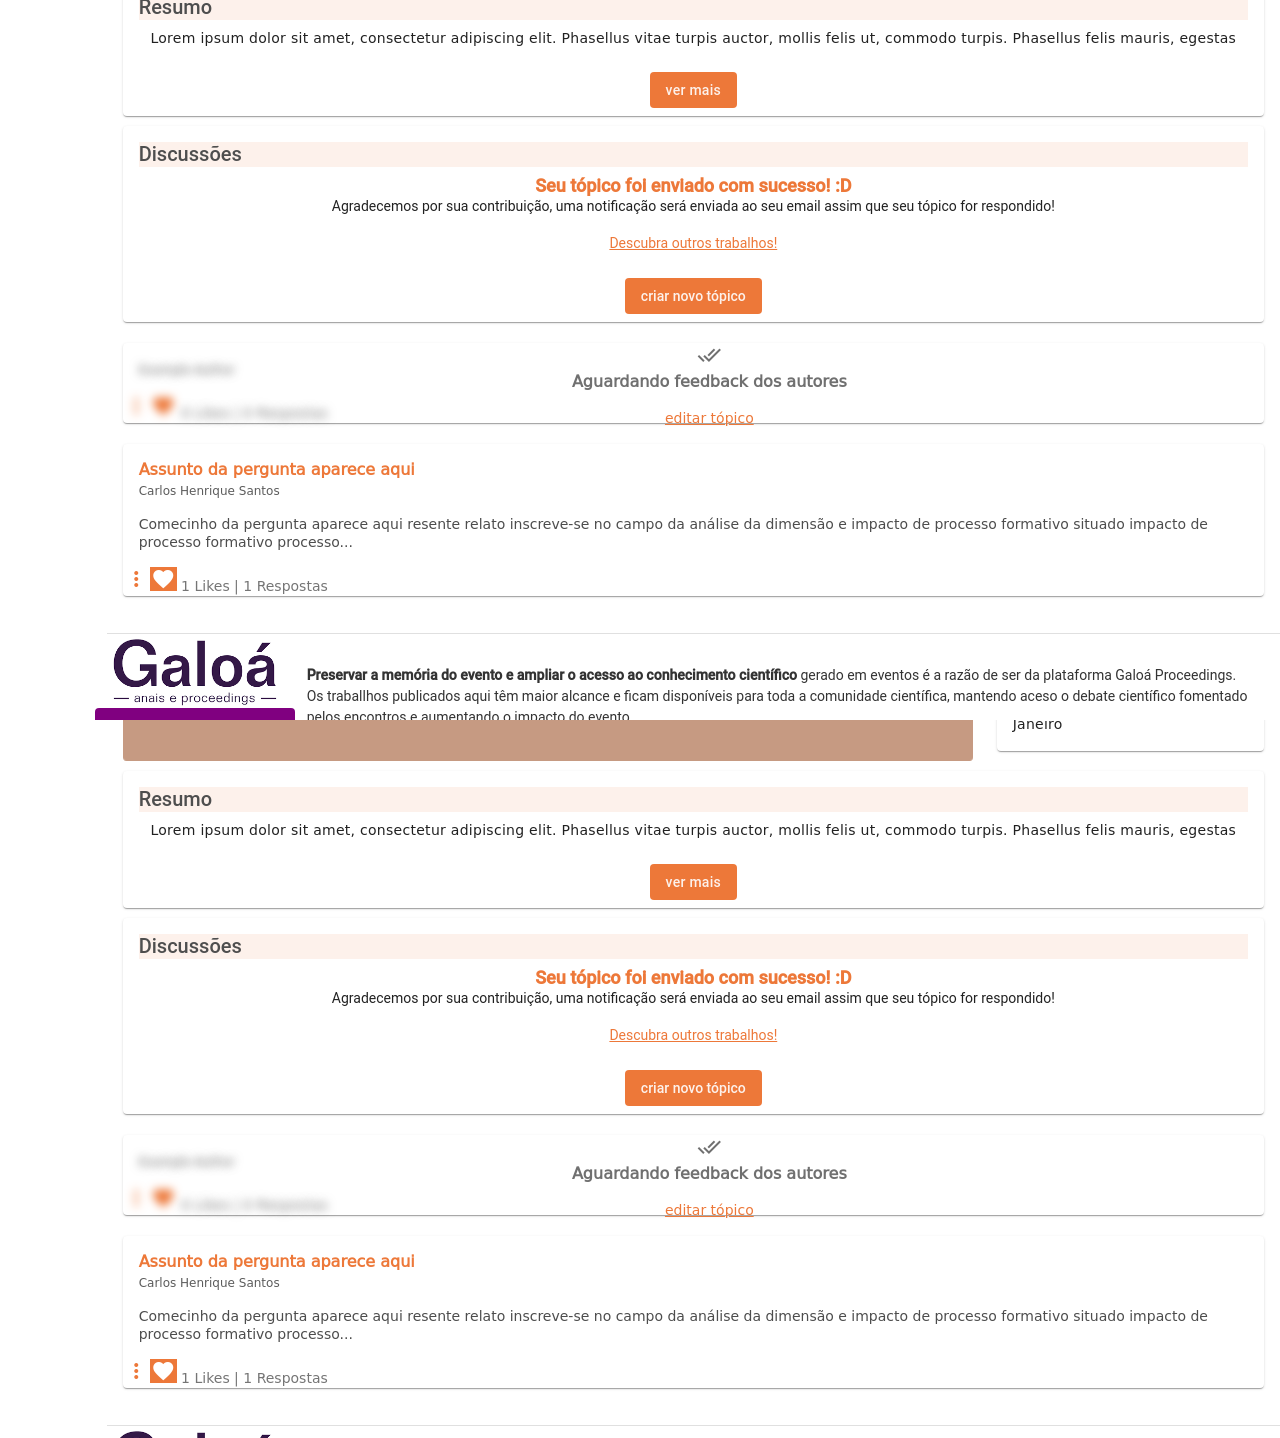 Resumo
Lorem ipsum dolor sit amet, consectetur adipiscing elit. Phasellus vitae turpis auctor, mollis felis ut, commodo turpis. Phasellus felis mauris, egestas
ver mais
Discussões
Seu tópico foi enviado com sucesso! :D
Agradecemos por sua contribuição, uma notificação será enviada ao seu email assim que seu tópico for respondido!
Descubra outros trabalhos!
criar novo tópico
Aguardando feedback dos autores
editar tópico
Assunto da pergunta aparece aqui
Carlos Henrique Santos
Comecinho da pergunta aparece aqui resente relato inscreve-se no campo da análise da dimensão e impacto de processo formativo situado impacto de
processo formativo processo...
1 Likes | 1 Respostas
Galoá
anais e proceedings
Preservar a memória do evento e ampliar o acesso ao conhecimento científico gerado em eventos é a razão de ser da plataforma Galoá Proceedings.
Os traballhos publicados aqui têm maior alcance e ficam disponíveis para toda a comunidade científica, mantendo aceso o debate científico fomentado
pelos encontros e aumentando o impacto do evento.
Janeiro
Resumo
Lorem ipsum dolor sit amet, consectetur adipiscing elit. Phasellus vitae turpis auctor, mollis felis ut, commodo turpis. Phasellus felis mauris, egestas
ver mais
Discussões
Seu tópico foi enviado com sucesso! :D
Agradecemos por sua contribuição, uma notificação será enviada ao seu email assim que seu tópico for respondido!
Descubra outros trabalhos!
criar novo tópico
Aguardando feedback dos autores
editar tópico
Assunto da pergunta aparece aqui
Carlos Henrique Santos
Comecinho da pergunta aparece aqui resente relato inscreve-se no campo da análise da dimensão e impacto de processo formativo situado impacto de
processo formativo processo...
1 Likes | 1 Respostas